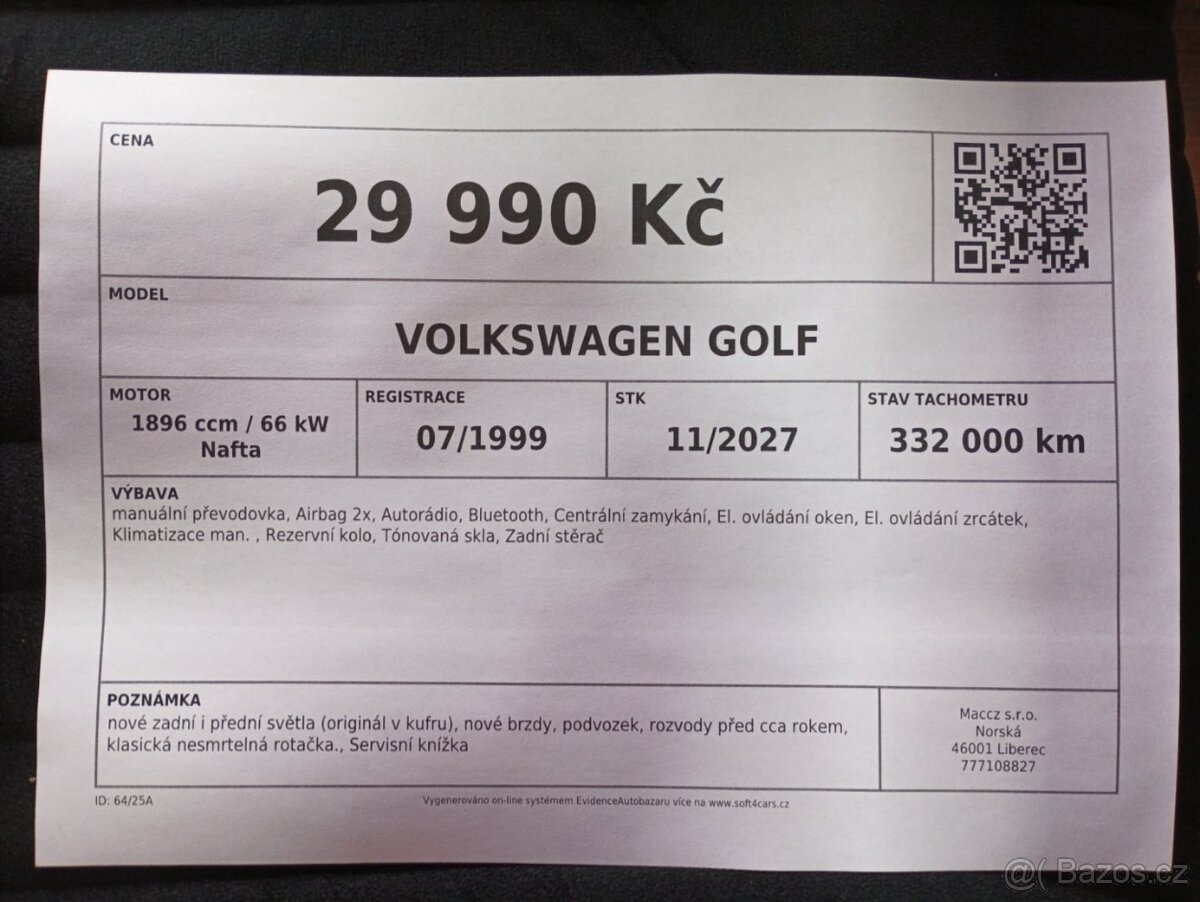 CENA
29 990 Kč
MODEL
VOLKSWAGEN GOLF
MOTOR
1896 ccm / 66 kW
Nafta
REGISTRACE
07/1999
STK
11/2027
STAV TACHOMETRU
332 000 km
VÝBAVA
manuální převodovka, Airbag 2x, Autorádio, Bluetooth, Centrální zamykání, El. ovládání oken, El. ovládání zrcátek,
Klimatizace man. , Rezervní kolo, Tónovaná skla, Zadní stěrač
POZNÁMKA
nové zadní i přední světla (originál v kufru), nové brzdy, podvozek, rozvody před cca rokem,
klasická nesmrtelná rotačka., Servisní knížka
Maccz s.r.o.
Norská
46001 Liberec
777108827
ID: 64/25A
Vygenerováno on-line systémem EvidenceAutobazaru více na www.soft4cars.cz
@( Bazos.cz